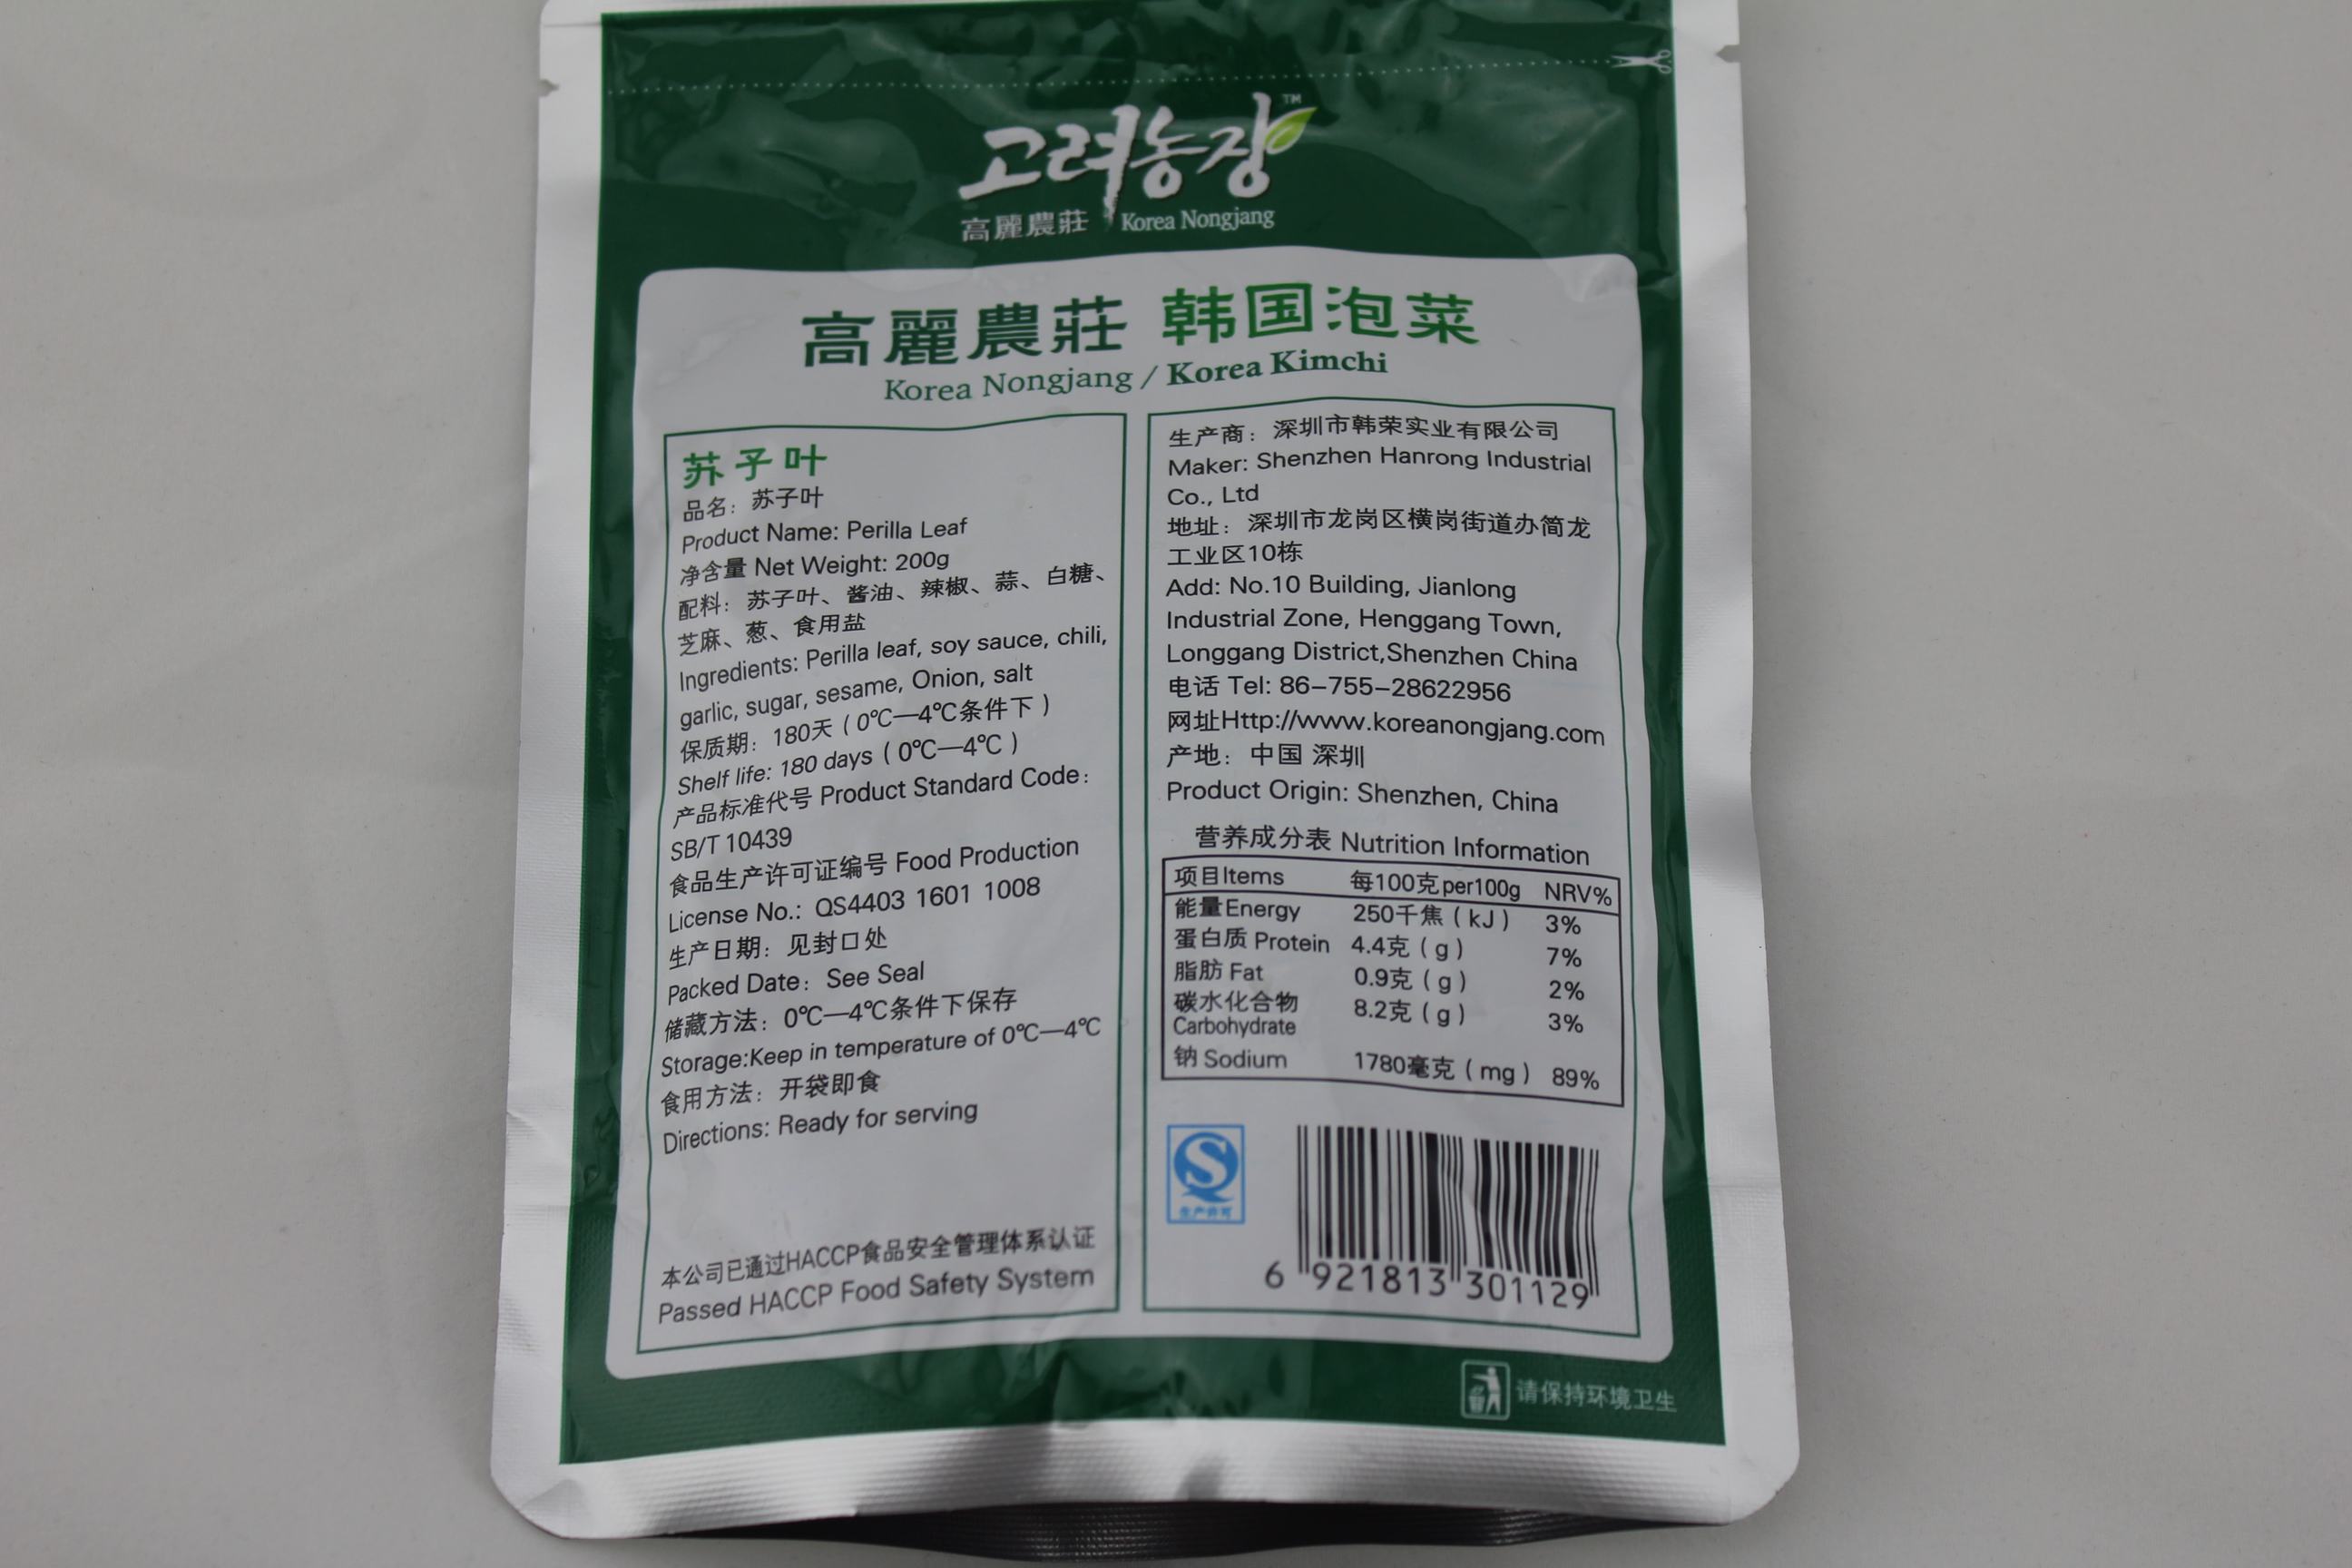 고려농장™
高麗農莊 Korea Nongjang
高麗農莊 韩国泡菜
Korea Nongjang / Korea Kimchi
苏子叶
品名：苏子叶
Product Name: Perilla Leaf
净含量 Net Weight: 200g
配料：苏子叶、酱油、辣椒、蒜、白糖、
芝麻、葱、食用盐
Ingredients: Perilla leaf, soy sauce, chili,
garlic, sugar, sesame, Onion, salt
保质期：180天（0℃—4℃条件下）
Shelf life: 180 days（0℃—4℃）
产品标准代号 Product Standard Code：
SB/T 10439
食品生产许可证编号 Food Production
License No.: QS4403 1601 1008
生产日期：见封口处
Packed Date：See Seal
储藏方法：0℃—4℃条件下保存
Storage:Keep in temperature of 0℃—4℃
食用方法：开袋即食
Directions: Ready for serving
本公司已通过HACCP食品安全管理体系认证
Passed HACCP Food Safety System
生产商：深圳市韩荣实业有限公司
Maker: Shenzhen Hanrong Industrial
Co., Ltd
地址：深圳市龙岗区横岗街道办简龙
工业区10栋
Add: No.10 Building, Jianlong
Industrial Zone, Henggang Town,
Longgang District,Shenzhen China
电话 Tel: 86–755–28622956
网址Http://www.koreanongjang.com
产地：中国 深圳
Product Origin: Shenzhen, China
营养成分表 Nutrition Information
项目Items 每100克per100g NRV%
能量Energy 250千焦（kJ） 3%
蛋白质 Protein 4.4克（g） 7%
脂肪 Fat 0.9克（g） 2%
碳水化合物
Carbohydrate 8.2克（g） 3%
钠 Sodium 1780毫克（mg） 89%
生产许可
6 921813 301129
请保持环境卫生